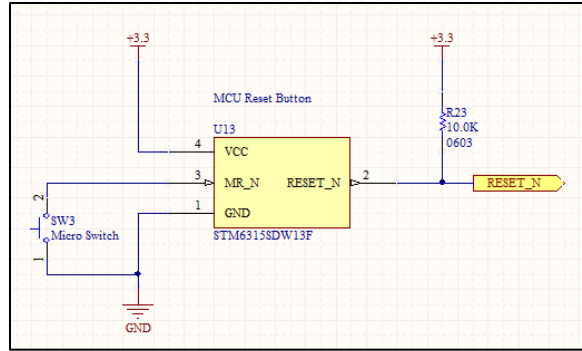 +3.3
+3.3
MCU Reset Button
R23
10.0K
0603
U13
4
VCC
3
MR_N
RESET_N
2
RESET_N
1
GND
2
SW3
Micro Switch
1
STM6315SDW13F
GND